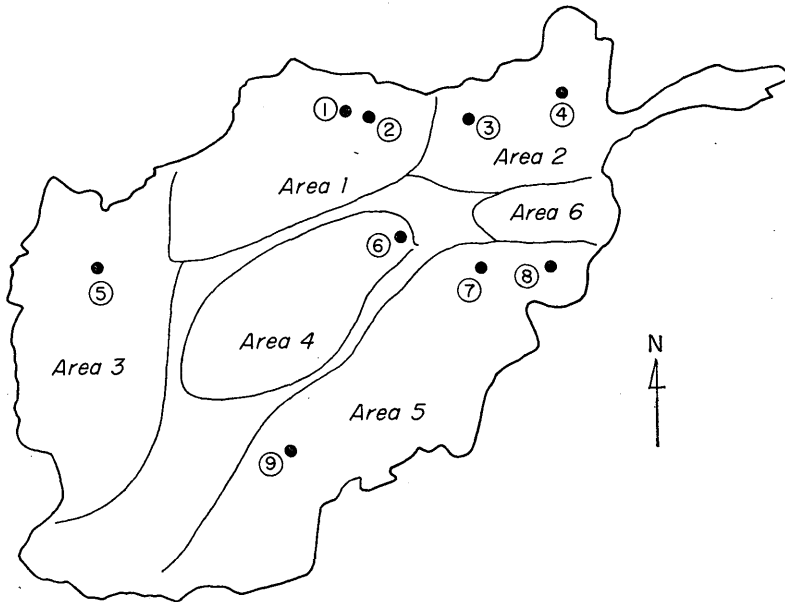 ①
②
③
④
Area 2
Area 1
Area 6
⑥
⑤
⑦
⑧
Area 4
N
Area 3
Area 5
⑨